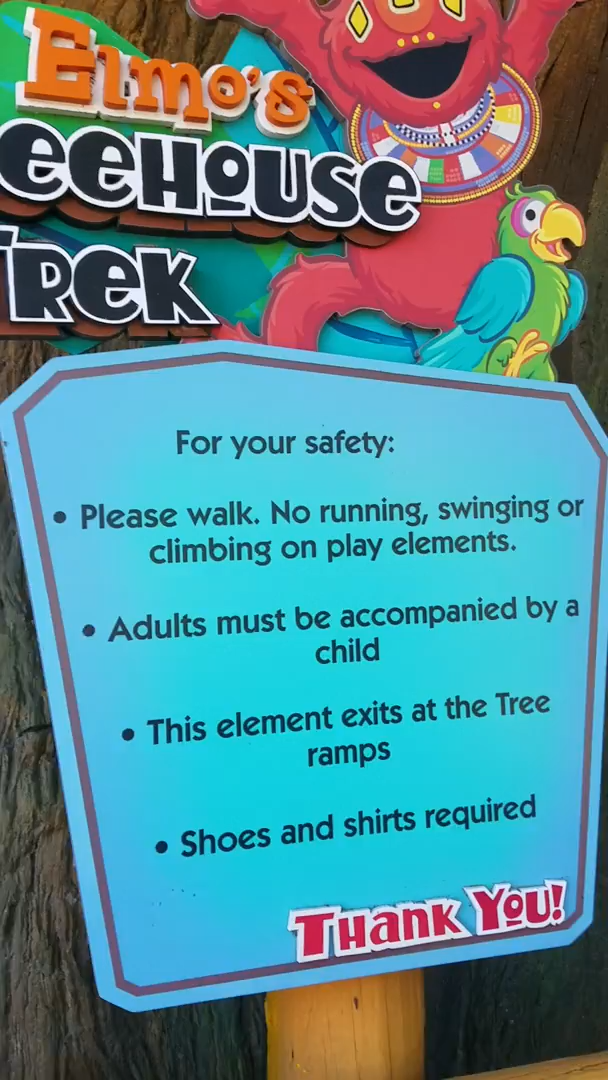 Elmo's
eeHouse
Trek
For your safety:
• Please walk. No running, swinging or
climbing on play elements.
• Adults must be accompanied by a
child
• This element exits at the Tree
ramps
• Shoes and shirts required
Thank You!